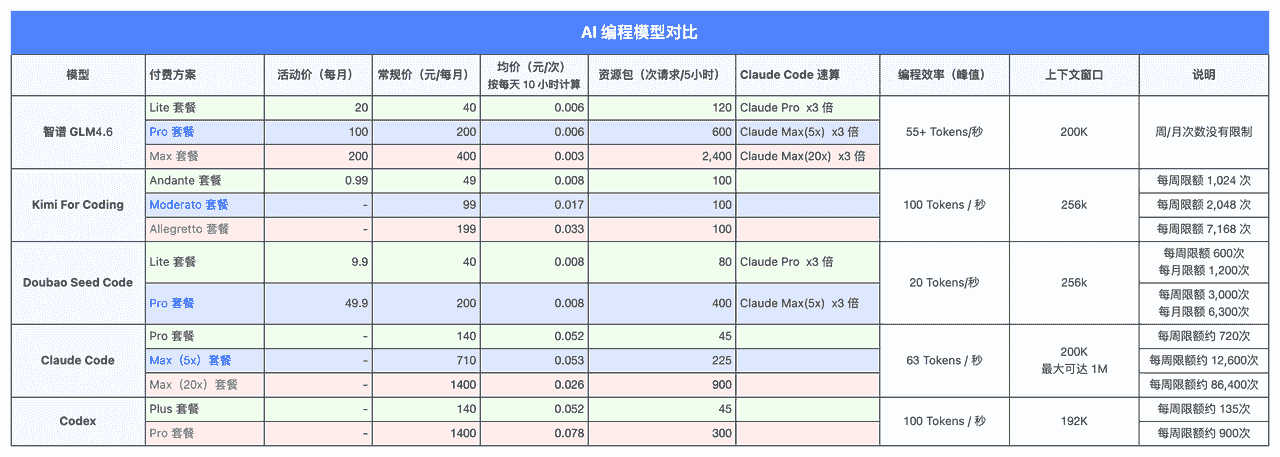 AI 编程模型对比
模型 付费方案 活动价（每月） 常规价（元/每月） 均价（元/次） 按每天 10 小时计算 资源包（次请求/5小时） Claude Code 速算 编程效率（峰值） 上下文窗口 说明
智谱 GLM4.6 55+ Tokens/秒 200K 周/月次数没有限制
Lite 套餐 20 40 0.006 120 Claude Pro x3 倍
Pro 套餐 100 200 0.006 600 Claude Max(5x) x3 倍
Max 套餐 200 400 0.003 2,400 Claude Max(20x) x3 倍
Kimi For Coding 100 Tokens / 秒 256k
Andante 套餐 0.99 49 0.008 100 每周限额 1,024 次
Moderato 套餐 - 99 0.017 100 每周限额 2,048 次
Allegretto 套餐 - 199 0.033 100 每周限额 7,168 次
Doubao Seed Code 20 Tokens/秒 256k
Lite 套餐 9.9 40 0.008 80 Claude Pro x3 倍 每周限额 600次
每月限额 1,200次
Pro 套餐 49.9 200 0.008 400 Claude Max(5x) x3 倍 每周限额 3,000次
每月限额 6,300次
Claude Code 63 Tokens / 秒 200K
最大可达 1M
Pro 套餐 - 140 0.052 45 每周限额约 720次
Max（5x）套餐 - 710 0.053 225 每周限额约 12,600次
Max（20x）套餐 - 1400 0.026 900 每周限额约 86,400次
Codex 100 Tokens / 秒 192K
Plus 套餐 - 140 0.052 45 每周限额约 135次
Pro 套餐 - 1400 0.078 300 每周限额约 900次